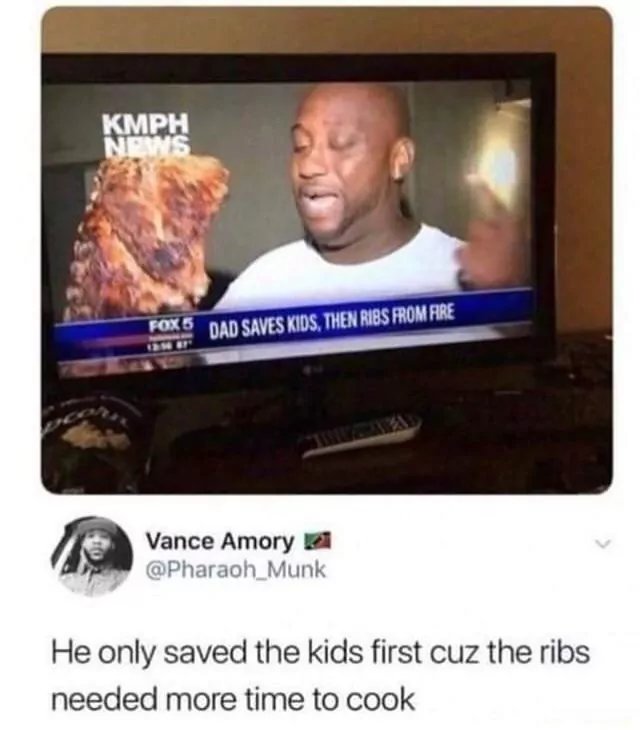 KMPH
NEWS
FOX 5 DAD SAVES KIDS, THEN RIBS FROM FIRE
Vance Amory
@Pharaoh_Munk
He only saved the kids first cuz the ribs
needed more time to cook